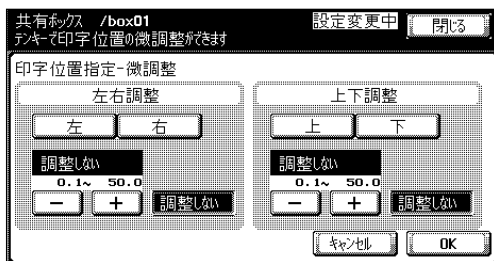 共有ボックス /box01 設定変更中 閉じる
テンキーで印字位置の微調整ができます
印字位置指定-微調整
左右調整 上下調整
左 右 上 下
調整しない 調整しない
0.1~ 50.0 0.1~ 50.0
− + 調整しない − + 調整しない
キャンセル OK